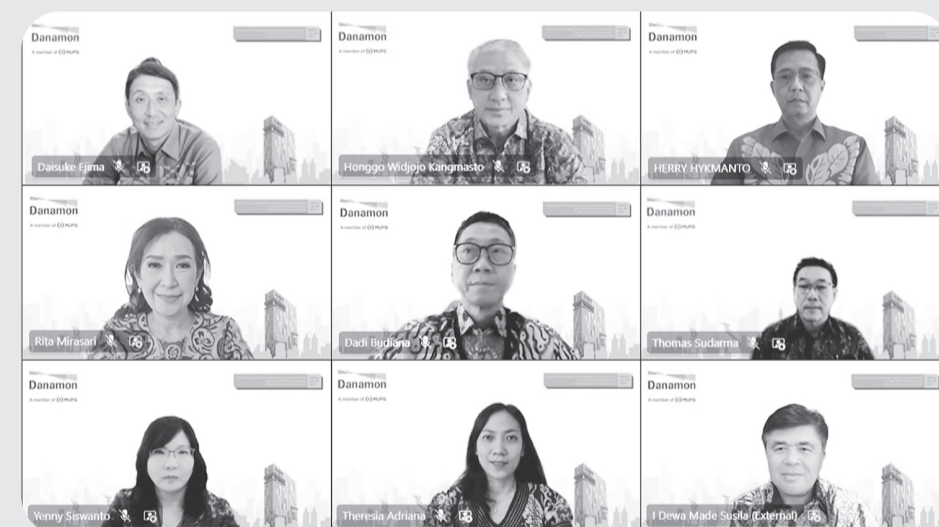 Danamon
A member of MUFG
Danamon
A member of MUFG
Danamon
A member of MUFG
Daisuke Ejima
Honggo Widjojo Kangmasto
HERRY HYKMANTO
Danamon
A member of MUFG
Danamon
A member of MUFG
Danamon
A member of MUFG
Rita Mirasari
Dadi Budiana
Thomas Sudarma
Danamon
A member of MUFG
Danamon
A member of MUFG
Danamon
A member of MUFG
Yenny Siswanto
Theresia Adriana
I Dewa Made Susila (External)